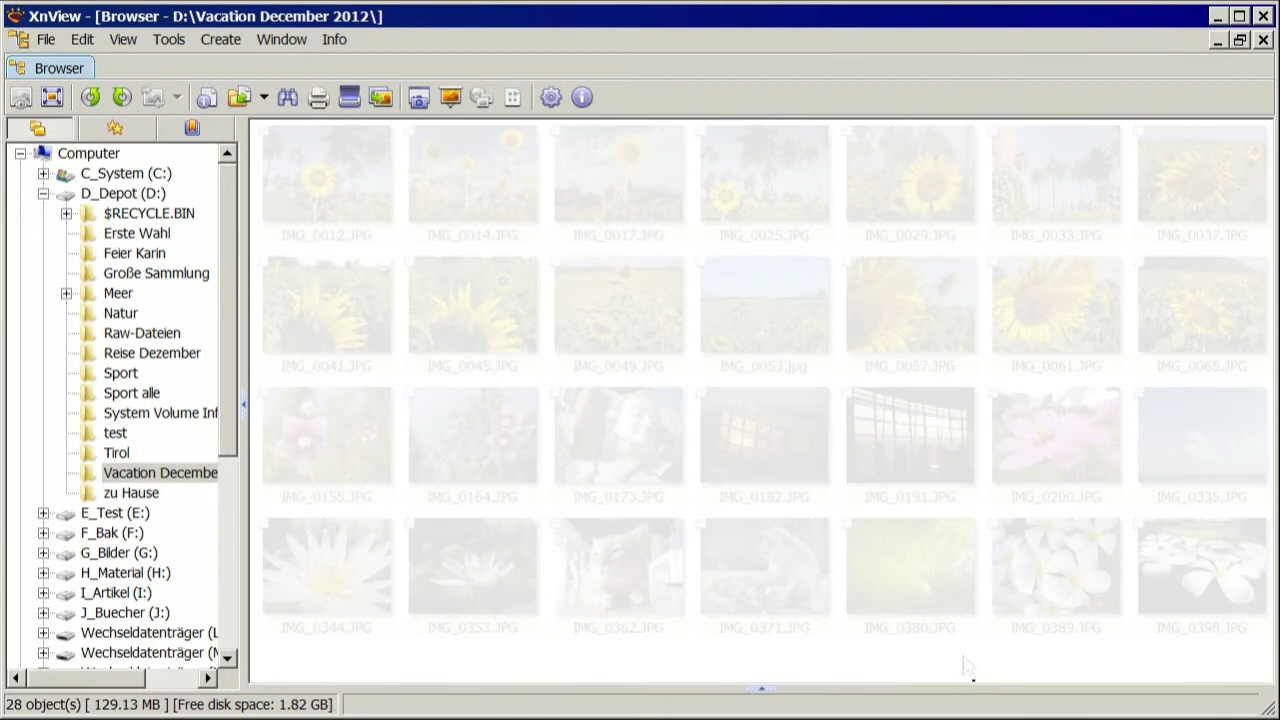 XnView - [Browser - D:\Vacation December 2012\]
File Edit View Tools Create Window Info
Browser
Computer
C_System (C:)
D_Depot (D:)
$RECYCLE.BIN
Erste Wahl
Feier Karin
Große Sammlung
Meer
Natur
Raw-Dateien
Reise Dezember
Sport
Sport alle
System Volume Inf
test
Tirol
Vacation Decembe
zu Hause
E_Test (E:)
F_Bak (F:)
G_Bilder (G:)
H_Material (H:)
I_Artikel (I:)
J_Buecher (J:)
Wechseldatenträger (L
Wechseldatenträger (M
IMG_0012.JPG IMG_0014.JPG IMG_0017.JPG IMG_0025.JPG IMG_0029.JPG IMG_0033.JPG IMG_0037.JPG
IMG_0041.JPG IMG_0045.JPG IMG_0049.JPG IMG_0053.jpg IMG_0057.JPG IMG_0061.JPG IMG_0065.JPG
IMG_0155.JPG IMG_0164.JPG IMG_0173.JPG IMG_0182.JPG IMG_0191.JPG IMG_0200.JPG IMG_0335.JPG
IMG_0344.JPG IMG_0353.JPG IMG_0362.JPG IMG_0371.JPG IMG_0380.JPG IMG_0389.JPG IMG_0398.JPG
28 object(s) [ 129.13 MB ] [Free disk space: 1.82 GB]